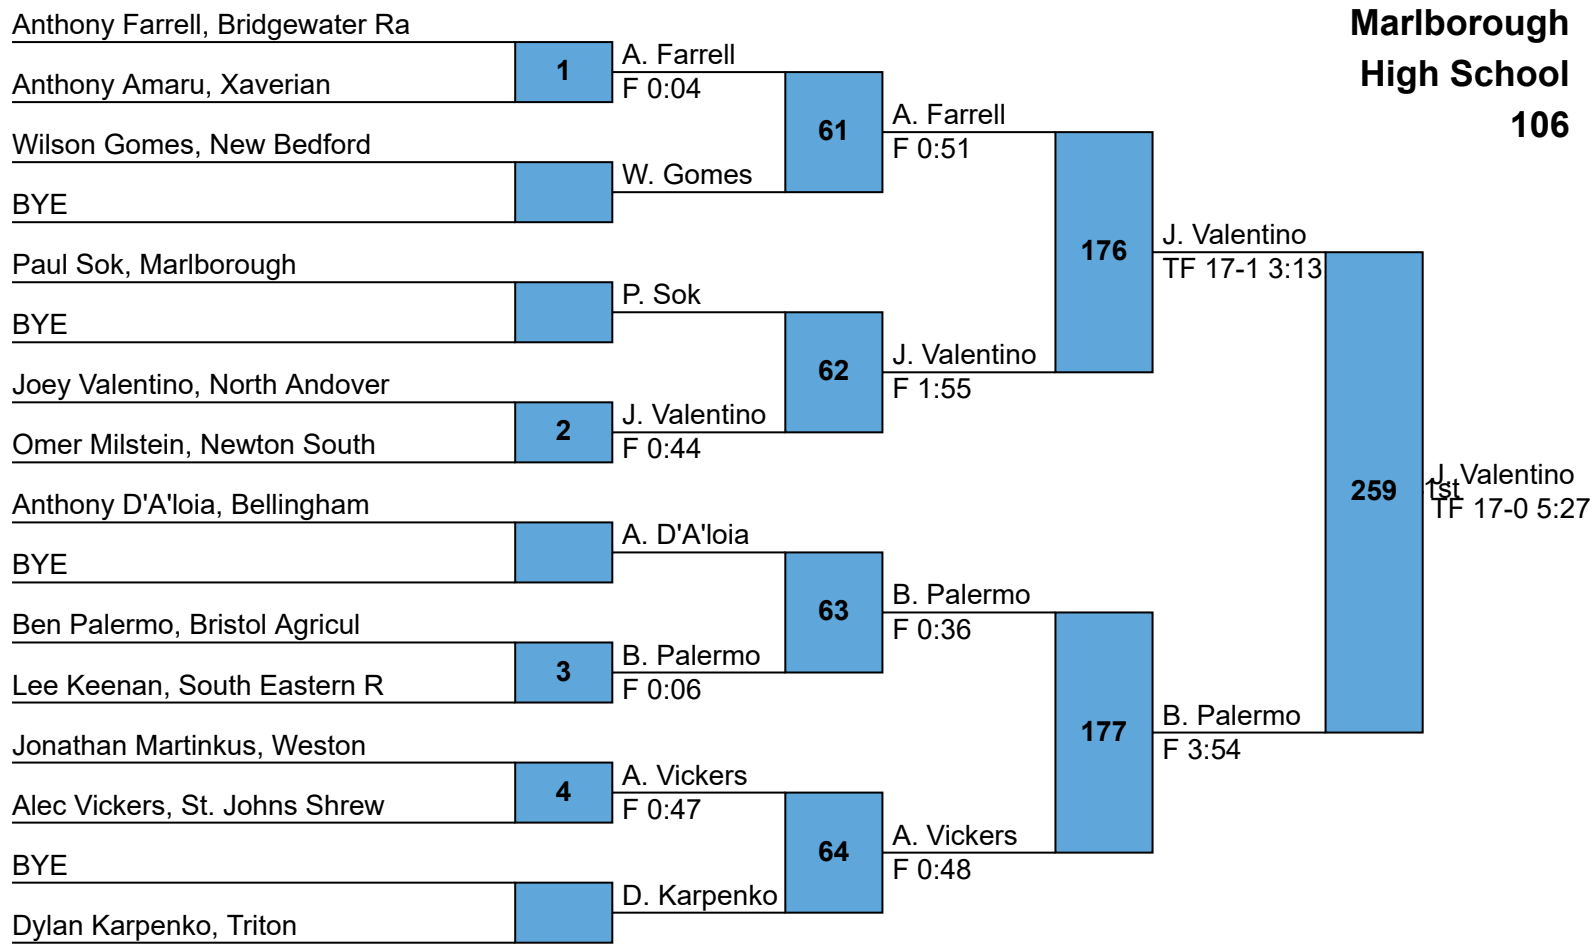 Marlborough
High School
106
Anthony Farrell, Bridgewater Ra
Anthony Amaru, Xaverian
1
A. Farrell
F 0:04
Wilson Gomes, New Bedford
BYE
W. Gomes
61
A. Farrell
F 0:51
Paul Sok, Marlborough
BYE
P. Sok
Joey Valentino, North Andover
Omer Milstein, Newton South
2
J. Valentino
F 0:44
62
J. Valentino
F 1:55
176
J. Valentino
TF 17-1 3:13
Anthony D'A'loia, Bellingham
BYE
A. D'A'loia
Ben Palermo, Bristol Agricul
Lee Keenan, South Eastern R
3
B. Palermo
F 0:06
63
B. Palermo
F 0:36
Jonathan Martinkus, Weston
Alec Vickers, St. Johns Shrew
4
A. Vickers
F 0:47
BYE
Dylan Karpenko, Triton
D. Karpenko
64
A. Vickers
F 0:48
177
B. Palermo
F 3:54
259
1st
J. Valentino
TF 17-0 5:27